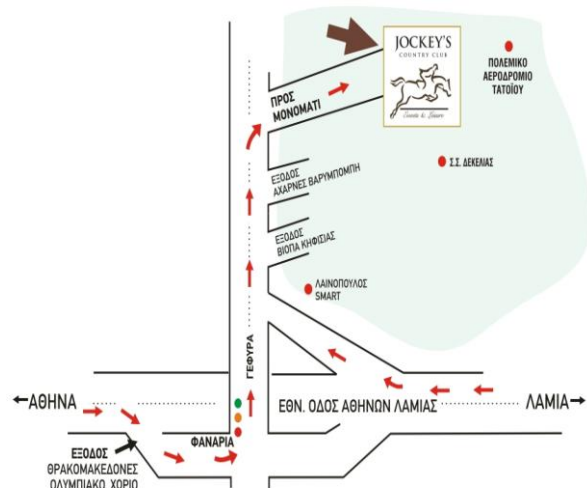 JOCKEY'S
COUNTRY CLUB
Events & Leisure
ΠΟΛΕΜΙΚΟ
ΑΕΡΟΔΡΟΜΙΟ
ΤΑΤΟΪΟΥ
ΠΡΟΣ
ΜΟΝΟΜΑΤΙ
Σ.Σ. ΔΕΚΕΛΙΑΣ
ΕΞΟΔΟΣ
ΑΧΑΡΝΕΣ ΒΑΡΥΜΠΟΜΠΗ
ΕΞΟΔΟΣ
ΒΙΟΠΑ ΚΗΦΙΣΙΑΣ
ΛΑΙΝΟΠΟΥΛΟΣ
SMART
ΓΕΦΥΡΑ
ΑΘΗΝΑ
ΕΘΝ. ΟΔΟΣ ΑΘΗΝΩΝ ΛΑΜΙΑΣ
ΛΑΜΙΑ
ΦΑΝΑΡΙΑ
ΕΞΟΔΟΣ
ΘΡΑΚΟΜΑΚΕΔΟΝΕΣ
ΟΛΥΜΠΙΑΚΟ ΧΩΡΙΟ